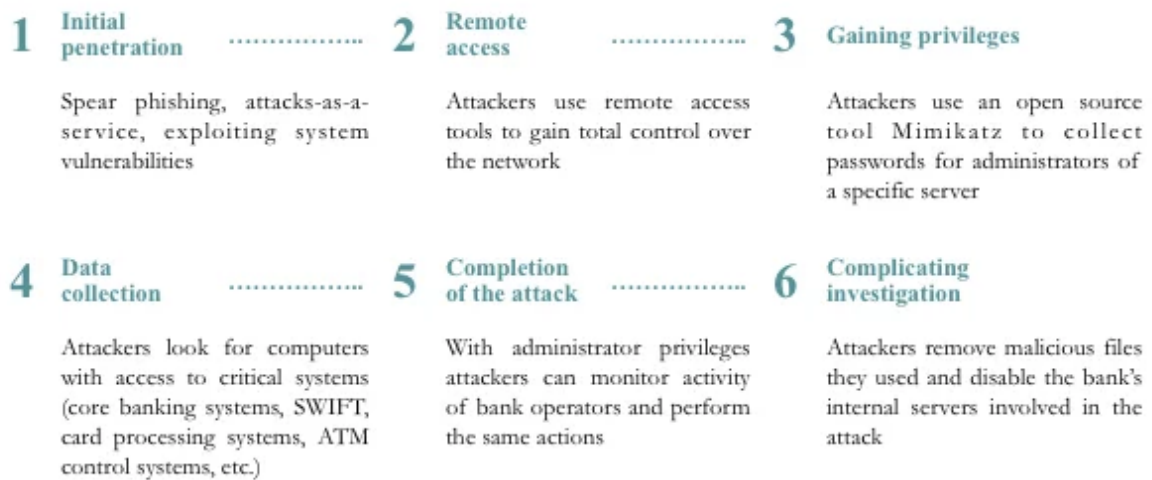 1 Initial
penetration ................
2 Remote
access ................
3 Gaining privileges
Spear phishing, attacks-as-a-
service, exploiting system
vulnerabilities
Attackers use remote access
tools to gain total control over
the network
Attackers use an open source
tool Mimikatz to collect
passwords for administrators of
a specific server
4 Data
collection ................
5 Completion
of the attack ................
6 Complicating
investigation
Attackers look for computers
with access to critical systems
(core banking systems, SWIFT,
card processing systems, ATM
control systems, etc.)
With administrator privileges
attackers can monitor activity
of bank operators and perform
the same actions
Attackers remove malicious files
they used and disable the bank's
internal servers involved in the
attack